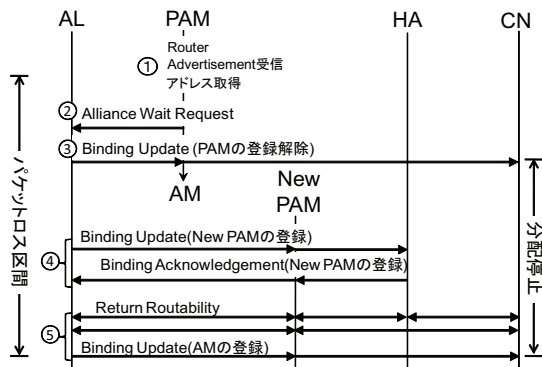 AL
PAM
HA
CN
① Router
Advertisement受信
アドレス取得
② Alliance Wait Request
③ Binding Update (PAMの登録解除)
AM
New
PAM
④ Binding Update(New PAMの登録)
Binding Acknowledgement(New PAMの登録)
⑤ Return Routability
Binding Update(AMの登録)
パケットロス区間
分配停止